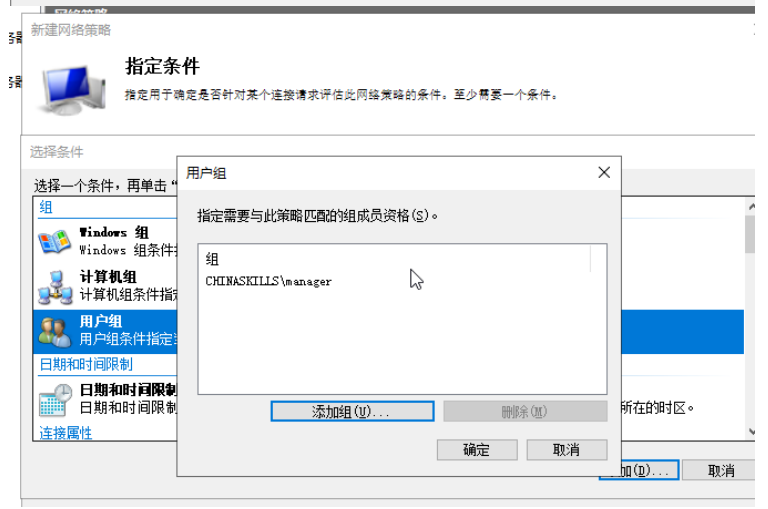 网络策略
新建网络策略
指定条件
指定用于确定是否针对某个连接请求评估此网络策略的条件。至少需要一个条件。
选择条件
选择一个条件，再单击“
组
Windows 组
Windows 组条件指
计算机组
计算机组条件指定
用户组
用户组条件指定
日期和时间限制
日期和时间限制
日期和时间限制
所在的时区。
连接属性
加(D)...
取消
用户组
指定需要与此策略匹配的组成员资格(S)。
组
CHINASKILLS\manager
添加组(U)...
删除(M)
确定
取消